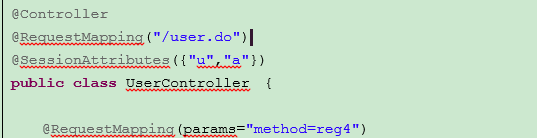 @Controller
@RequestMapping("/user.do")
@SessionAttributes({"u","a"})
public class UserController  {
@RequestMapping(params="method=reg4")